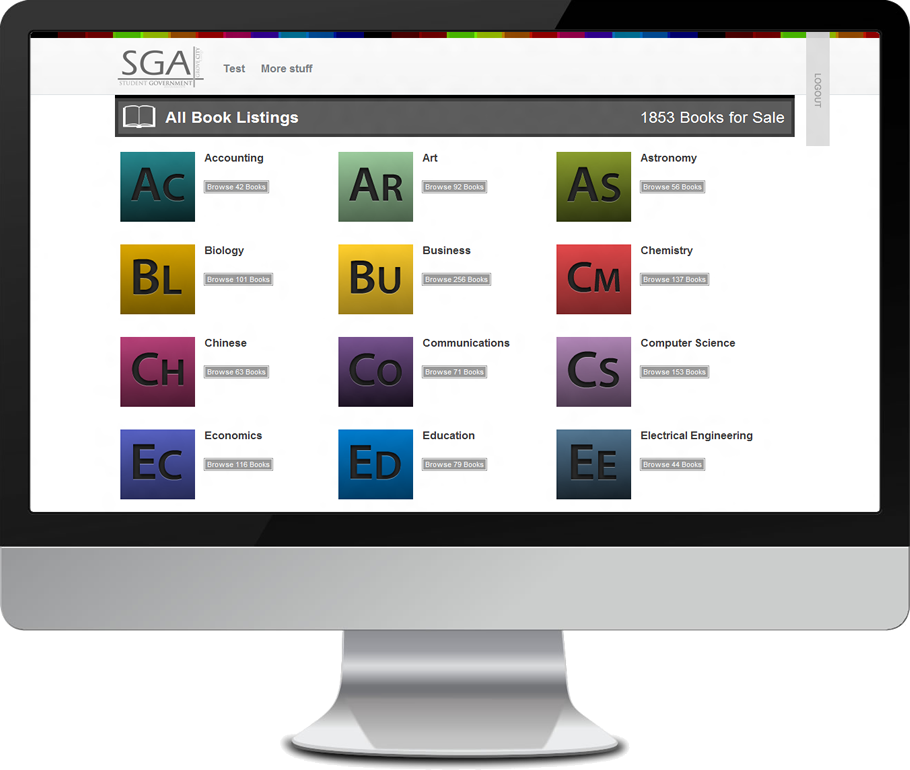 SGA
STUDENT GOVERNMENT
Test
More stuff
LOGOUT
All Book Listings
1853 Books for Sale
AC
Accounting
Browse 42 Books
AR
Art
Browse 92 Books
AS
Astronomy
Browse 56 Books
BL
Biology
Browse 101 Books
BU
Business
Browse 256 Books
CM
Chemistry
Browse 137 Books
CH
Chinese
Browse 63 Books
CO
Communications
Browse 71 Books
CS
Computer Science
Browse 153 Books
EC
Economics
Browse 116 Books
ED
Education
Browse 79 Books
EE
Electrical Engineering
Browse 44 Books